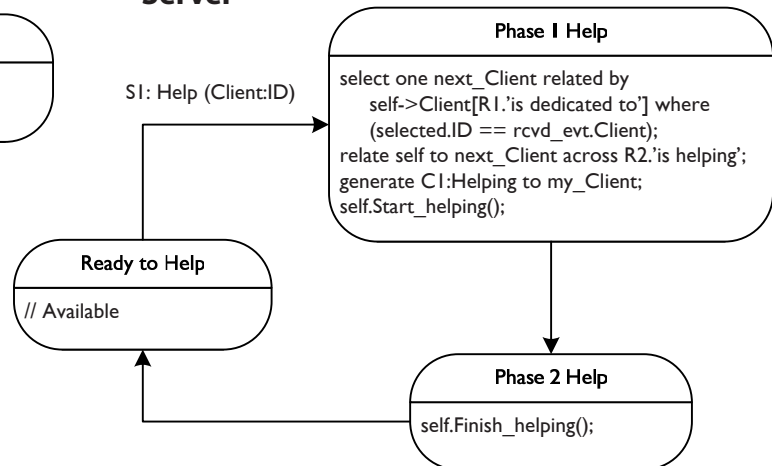 Server
Phase 1 Help
select one next_Client related by
self->Client[R1.'is dedicated to'] where
(selected.ID == rcvd_evt.Client);
relate self to next_Client across R2.'is helping';
generate C1:Helping to my_Client;
self.Start_helping();
S1: Help (Client:ID)
Ready to Help
// Available
Phase 2 Help
self.Finish_helping();